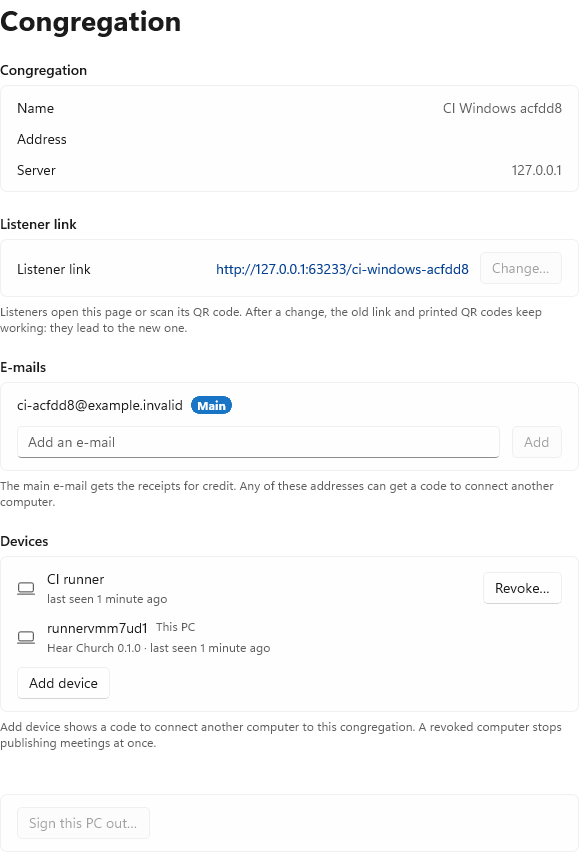 Congregation
Congregation
Name
CI Windows acfdd8
Address
Server
127.0.0.1
Listener link
Listener link
http://127.0.0.1:63233/ci-windows-acfdd8
Change...
Listeners open this page or scan its QR code. After a change, the old link and printed QR codes keep
working: they lead to the new one.
E-mails
ci-acfdd8@example.invalid
Main
Add an e-mail
Add
The main e-mail gets the receipts for credit. Any of these addresses can get a code to connect another
computer.
Devices
CI runner
last seen 1 minute ago
Revoke...
runnervmm7ud1 This PC
Hear Church 0.1.0 · last seen 1 minute ago
Add device
Add device shows a code to connect another computer to this congregation. A revoked computer stops
publishing meetings at once.
Sign this PC out...